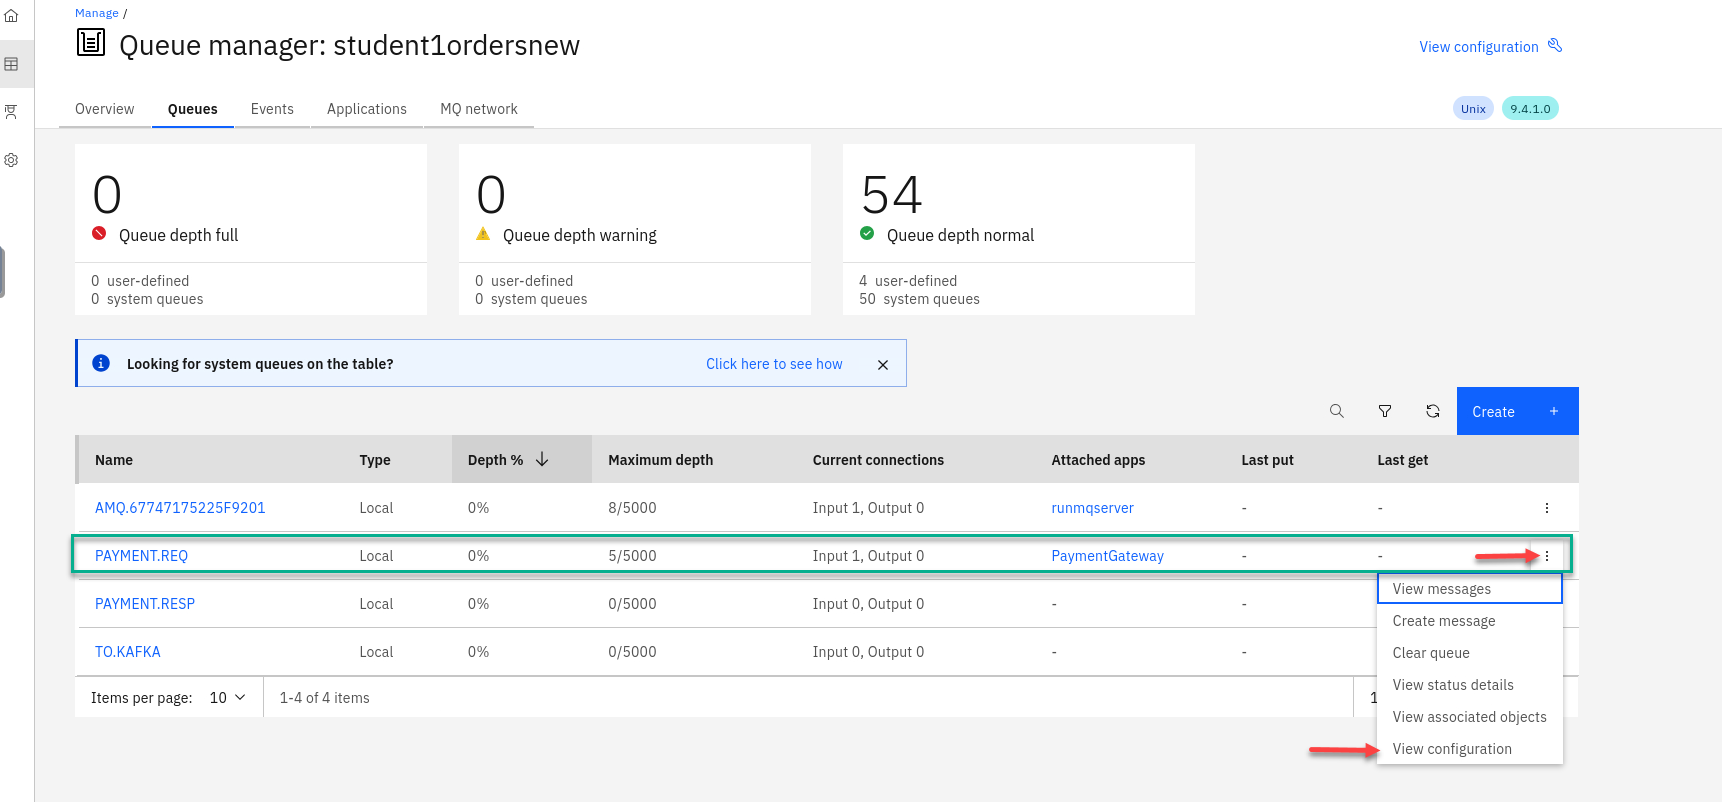 Manage /
Queue manager: student1ordersnew
View configuration
Overview Queues Events Applications MQ network
Unix 9.4.1.0
0
Queue depth full
0 user-defined
0 system queues
0
Queue depth warning
0 user-defined
0 system queues
54
Queue depth normal
4 user-defined
50 system queues
Looking for system queues on the table? Click here to see how
Create +
Name Type Depth % Maximum depth Current connections Attached apps Last put Last get
AMQ.67747175225F9201 Local 0% 8/5000 Input 1, Output 0 runmqserver - -
PAYMENT.REQ Local 0% 5/5000 Input 1, Output 0 PaymentGateway - -
PAYMENT.RESP Local 0% 0/5000 Input 0, Output 0 - -
TO.KAFKA Local 0% 0/5000 Input 0, Output 0 - -
Items per page: 10 1-4 of 4 items 1
View messages
Create message
Clear queue
View status details
View associated objects
View configuration